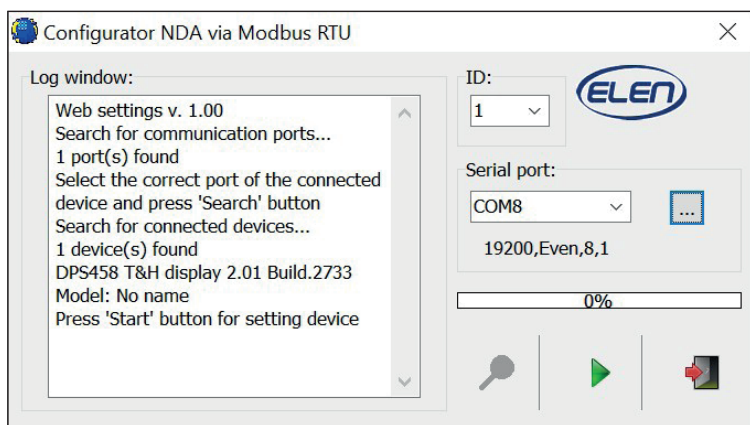 Configurator NDA via Modbus RTU
Log window:
Web settings v. 1.00
Search for communication ports...
1 port(s) found
Select the correct port of the connected
device and press 'Search' button
Search for connected devices...
1 device(s) found
DPS458 T&H display 2.01 Build.2733
Model: No name
Press 'Start' button for setting device
ID:
1
ELEN
Serial port:
COM8
...
19200,Even,8,1
0%